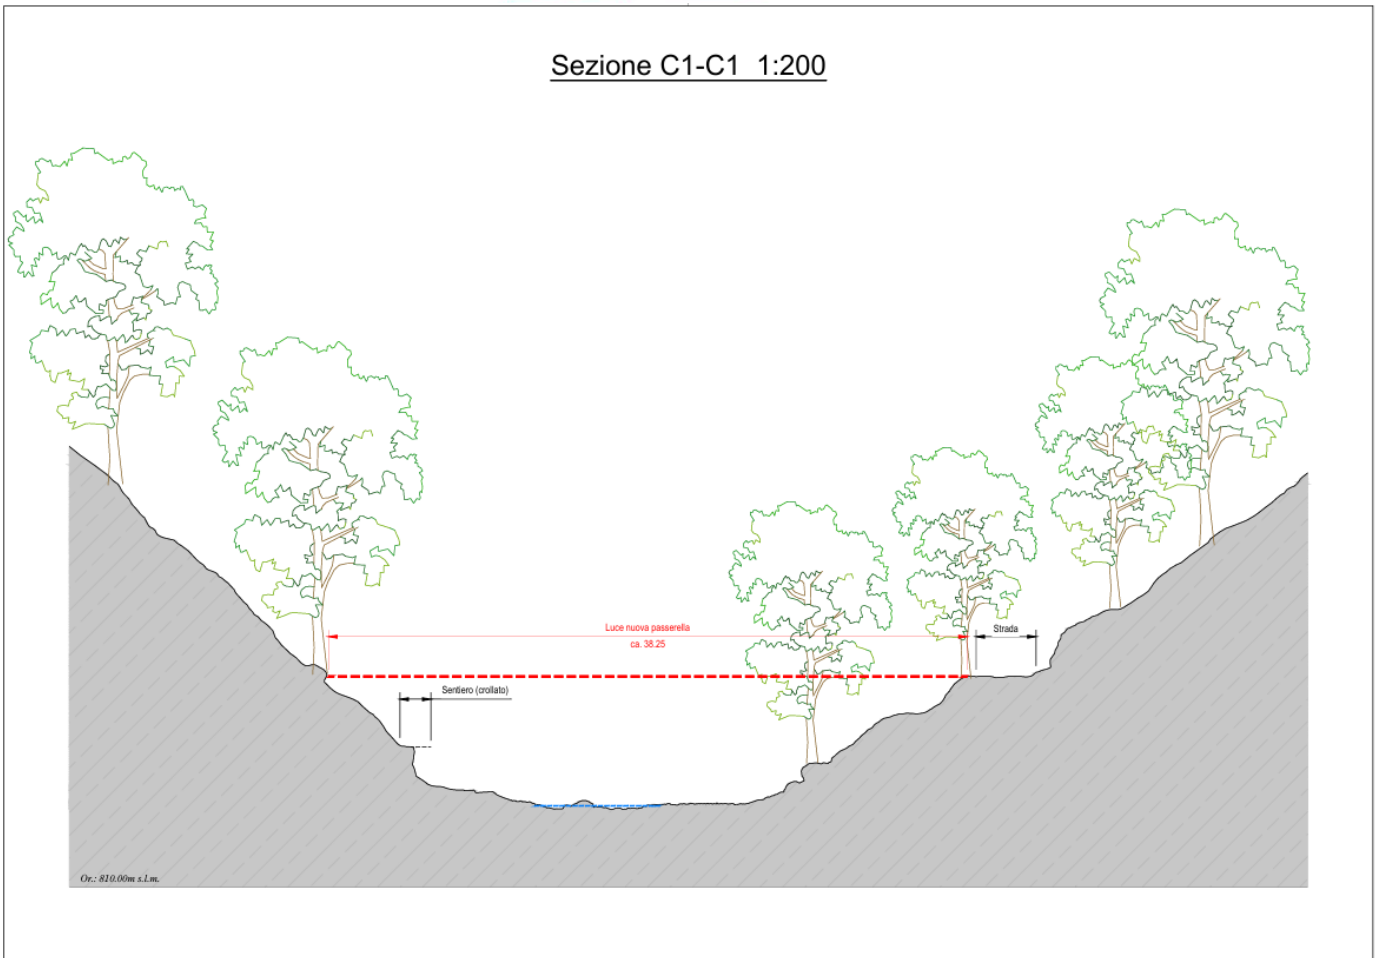 Sezione C1-C1 1:200
Luce nuova passerella
ca. 38.25
Strada
Sentiero (crollato)
Or.: 810.00m s.l.m.